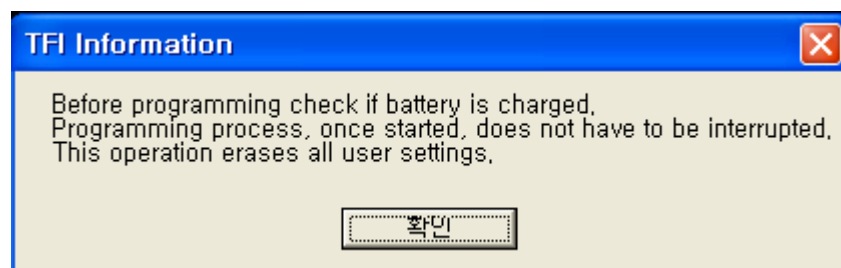 TFI Information
Before programming check if battery is charged,
Programming process, once started, does not have to be interrupted,
This operation erases all user settings,
확인